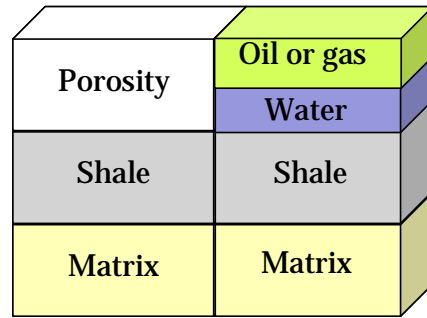 Oil or gas
Porosity
Water
Shale
Shale
Matrix
Matrix